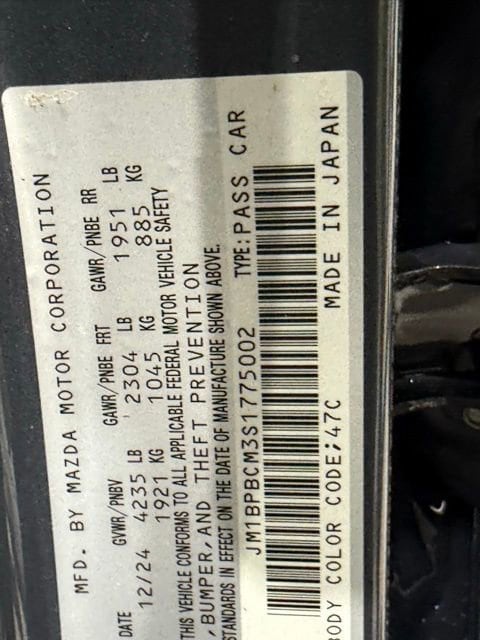 MFD. BY MAZDA MOTOR CORPORATION
DATE GVWR/PNBV GAWR/PNBE FRT GAWR/PNBE RR
12/24 4235 LB 2304 LB 1951 LB
1921 KG 1045 KG 885 KG
THIS VEHICLE CONFORMS TO ALL APPLICABLE FEDERAL MOTOR VEHICLE SAFETY
, BUMPER, AND THEFT PREVENTION
STANDARDS IN EFFECT ON THE DATE OF MANUFACTURE SHOWN ABOVE.
JM1BPBCM3S1775002 TYPE: PASS CAR
BODY COLOR CODE: 47C MADE IN JAPAN